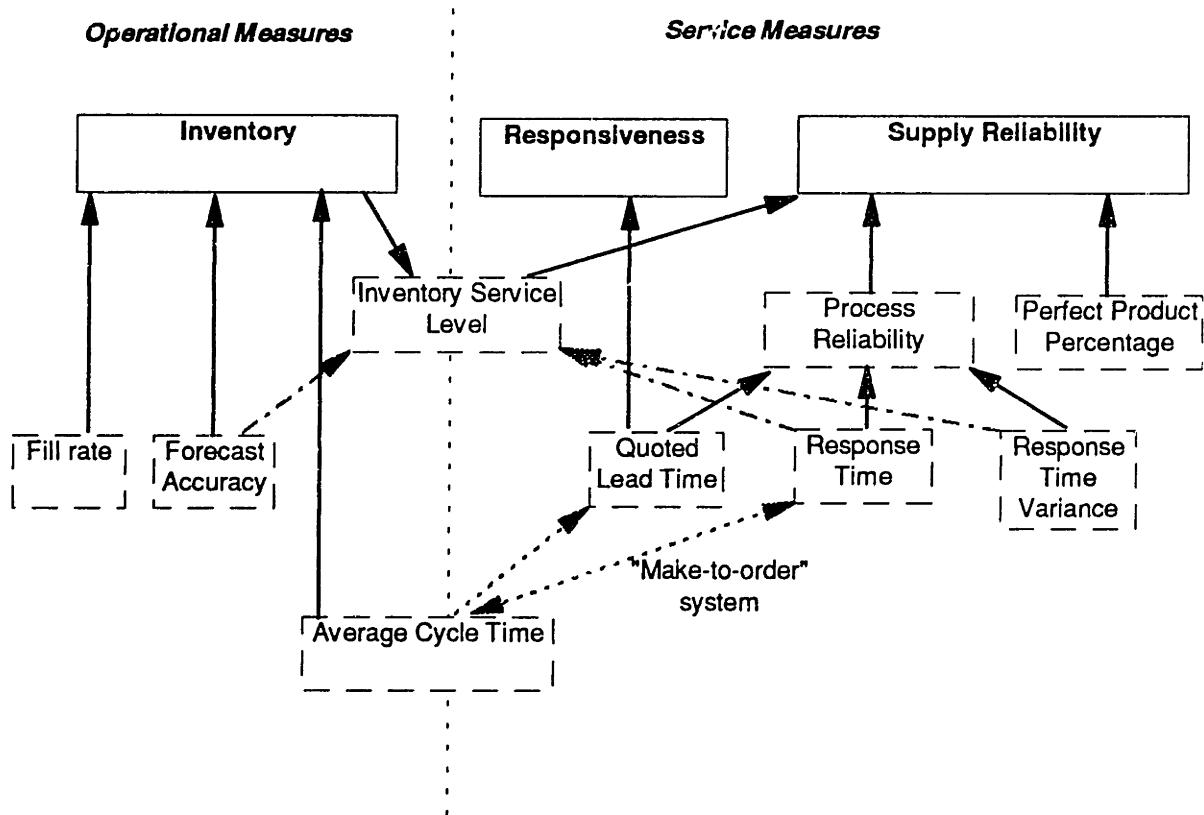 Operational Measures
Service Measures
Inventory
Responsiveness
Supply Reliability
Inventory Service
Level
Process
Reliability
Perfect Product
Percentage
Fill rate
Forecast
Accuracy
Quoted
Lead Time
Response
Time
Response
Time
Variance
"Make-to-order"
system
Average Cycle Time